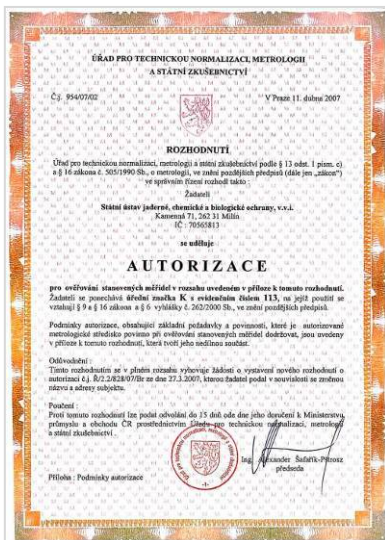 ÚŘAD PRO TECHNICKOU NORMALIZACI, METROLOGII
A STÁTNÍ ZKUŠEBNICTVÍ
Č.j. 954/07/02
V Praze 11. dubna 2007
ROZHODNUTÍ
Úřad pro technickou normalizaci, metrologii a státní zkušebnictví podle § 13 odst. 1 písm. e)
a § 16 zákona č. 505/1990 Sb., o metrologii, ve znění pozdějších předpisů (dále jen „zákon")
ve správním řízení rozhodl takto :
Žadateli
Státní ústav jaderné, chemické a biologické ochrany, v.v.i.
Kamenná 71, 262 31 Milín
IČ : 70565813
se uděluje
AUTORIZACE
pro ověřování stanovených měřidel v rozsahu uvedeném v příloze k tomuto rozhodnutí.
Žadateli se ponechává úřední značka K s evidenčním číslem 113, na jejíž použití se
vztahují § 9 a § 16 zákona a § 6 vyhlášky č. 262/2000 Sb., ve znění pozdějších předpisů.
Podmínky autorizace, obsahující základní požadavky a povinnosti, které je autorizované
metrologické středisko povinno při ověřování stanovených měřidel dodržovat, jsou uvedeny
v příloze k tomuto rozhodnutí, která tvoří jeho nedílnou součást.
Odůvodnění :
Tímto rozhodnutím se v plném rozsahu vyhovuje žádosti o vystavení nového rozhodnutí o
autorizaci č.j. Ř/2.2/828/07/Br ze dne 27.3.2007, kterou žadatel podal v souvislosti se změnou
názvu a adresy subjektu.
Poučení :
Proti tomuto rozhodnutí lze podat odvolání do 15 dnů ode dne jeho doručení k Ministerstvu
průmyslu a obchodu ČR prostřednictvím Úřadu pro technickou normalizaci, metrologii
a státní zkušebnictví .
Ing. Alexander Šafařík-Pštrosz
předseda
Příloha : Podmínky autorizace